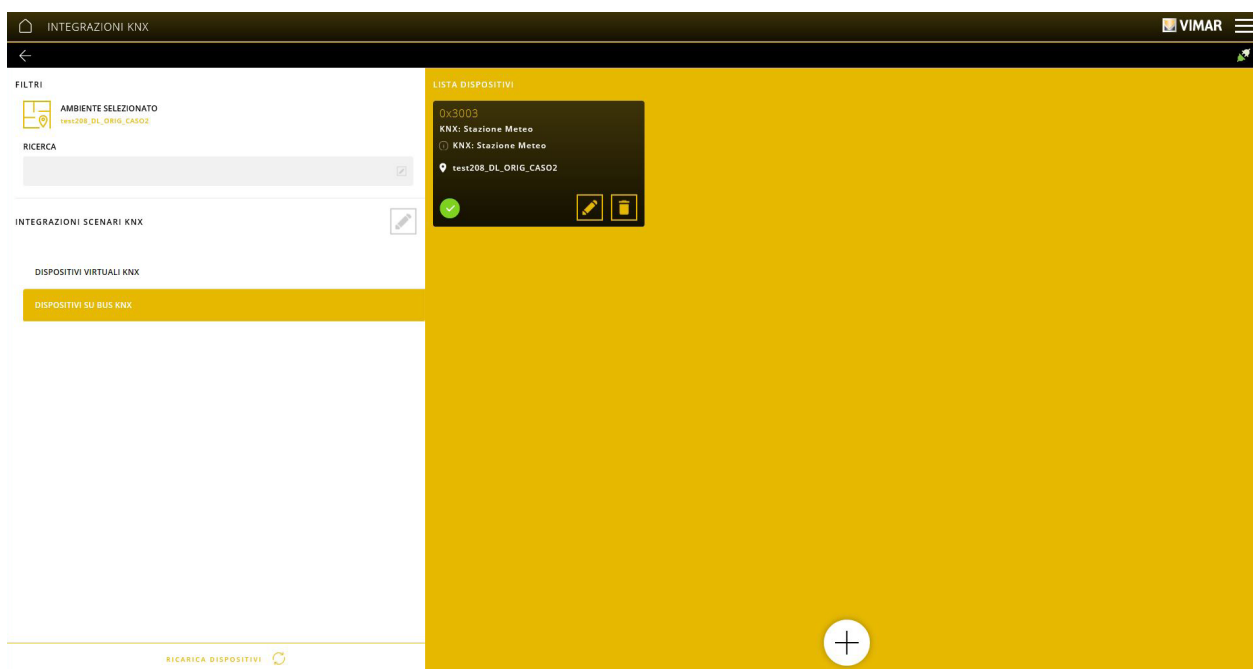 INTEGRAZIONI KNX
VIMAR
FILTRI
AMBIENTE SELEZIONATO
test208_DL_ORIG_CASO2
RICERCA
INTEGRAZIONI SCENARI KNX
DISPOSITIVI VIRTUALI KNX
DISPOSITIVI SU BUS KNX
RICARICA DISPOSITIVI
LISTA DISPOSITIVI
0x3003
KNX: Stazione Meteo
KNX: Stazione Meteo
test208_DL_ORIG_CASO2